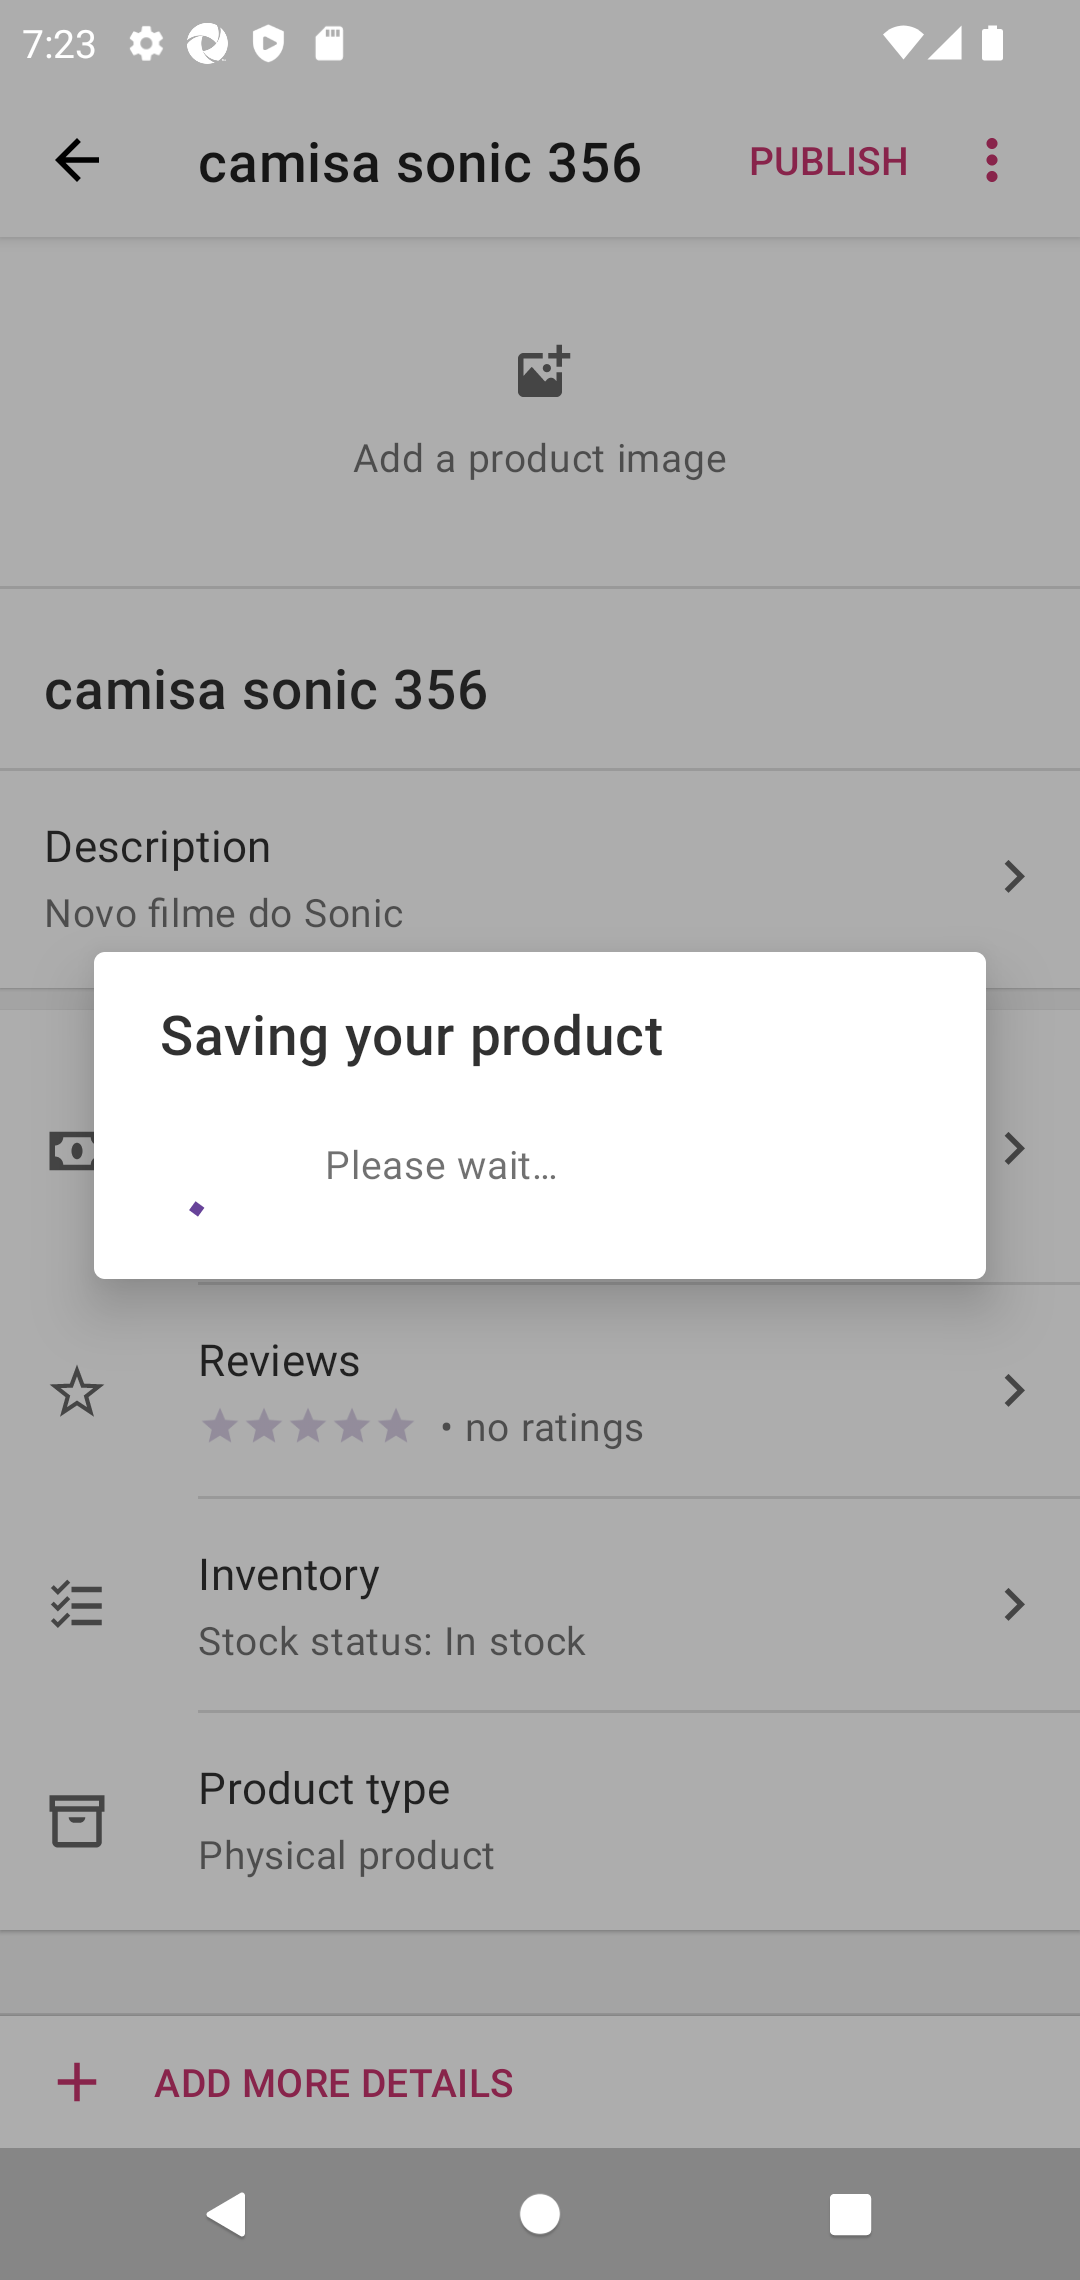 7:23
camisa sonic 356
PUBLISH
Add a product image
camisa sonic 356
Description
Novo filme do Sonic
Saving your product
Please wait…
Reviews
• no ratings
Inventory
Stock status: In stock
Product type
Physical product
ADD MORE DETAILS